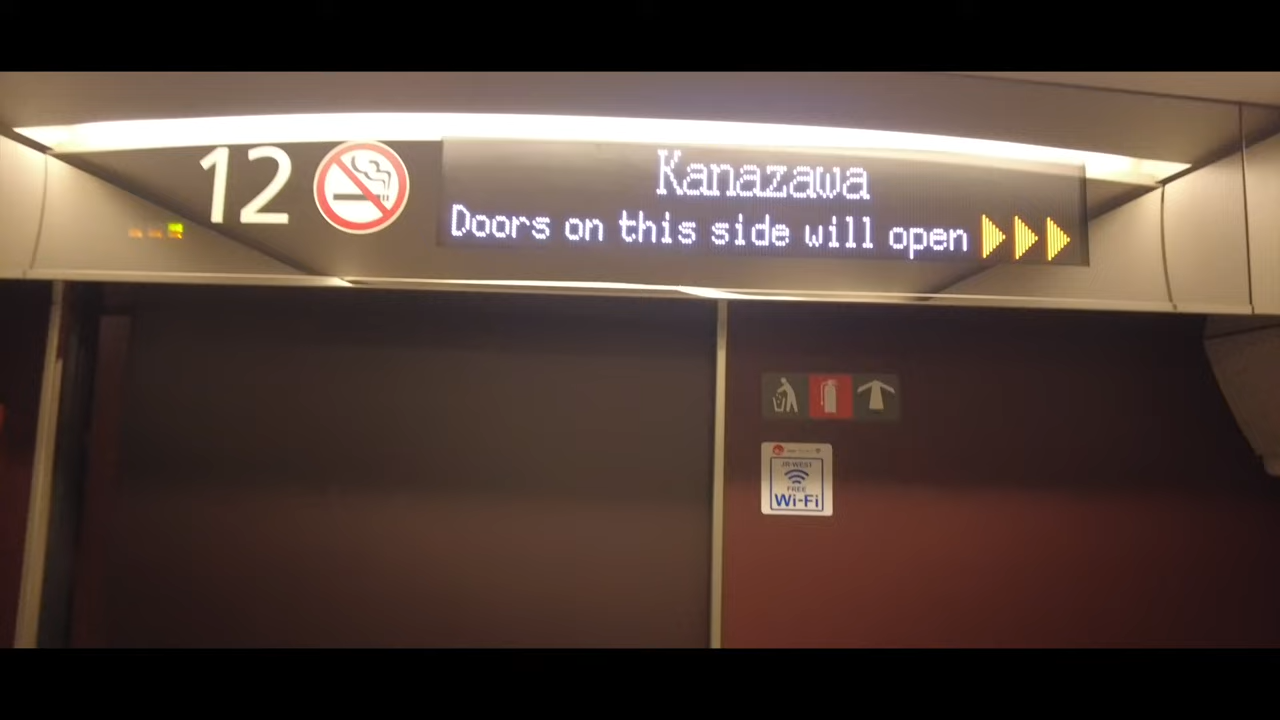 12
Kanazawa
Doors on this side will open
JR-WEST
FREE
Wi-Fi